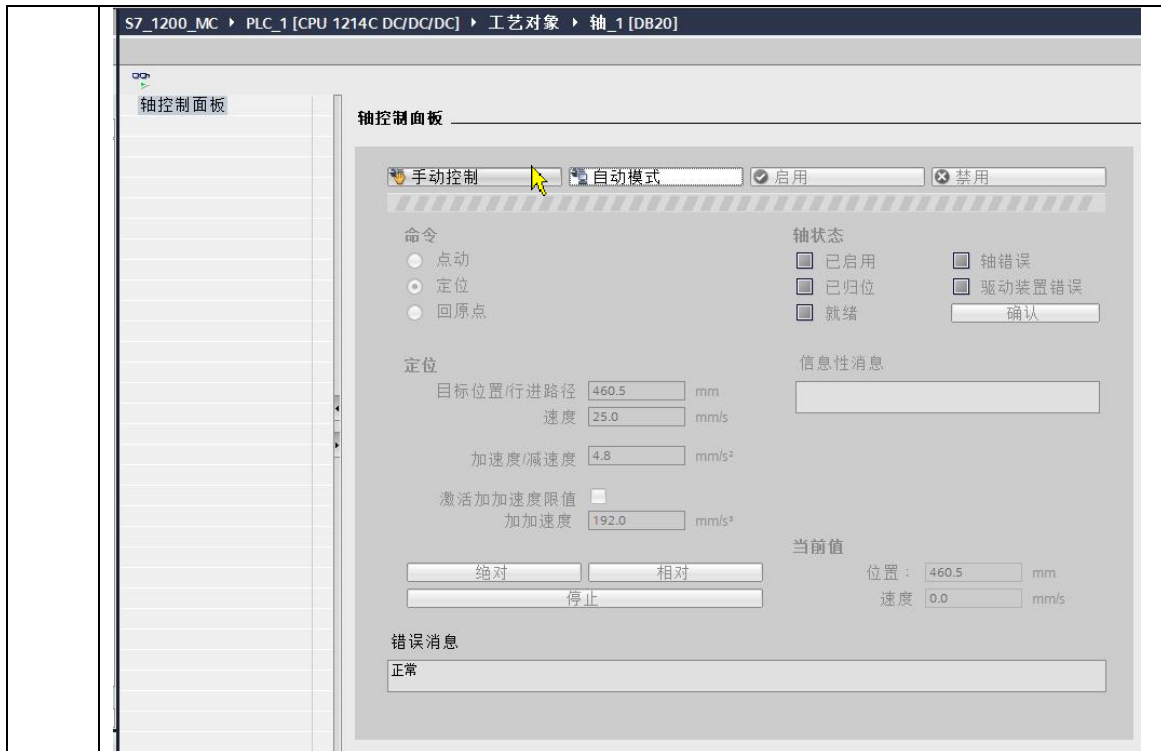 S7_1200_MC ▸ PLC_1 [CPU 1214C DC/DC/DC] ▸ 工艺对象 ▸ 轴_1 [DB20]
轴控制面板
轴控制面板
手动控制 自动模式 启用 禁用
命令 轴状态
点动 已启用 轴错误
定位 已归位 驱动装置错误
回原点 就绪 确认
定位 信息性消息
目标位置/行进路径 460.5 mm
速度 25.0 mm/s
加速度/减速度 4.8 mm/s²
激活加加速度限值
加加速度 192.0 mm/s³
当前值
绝对 相对 位置： 460.5 mm
停止 速度 0.0 mm/s
错误消息
正常